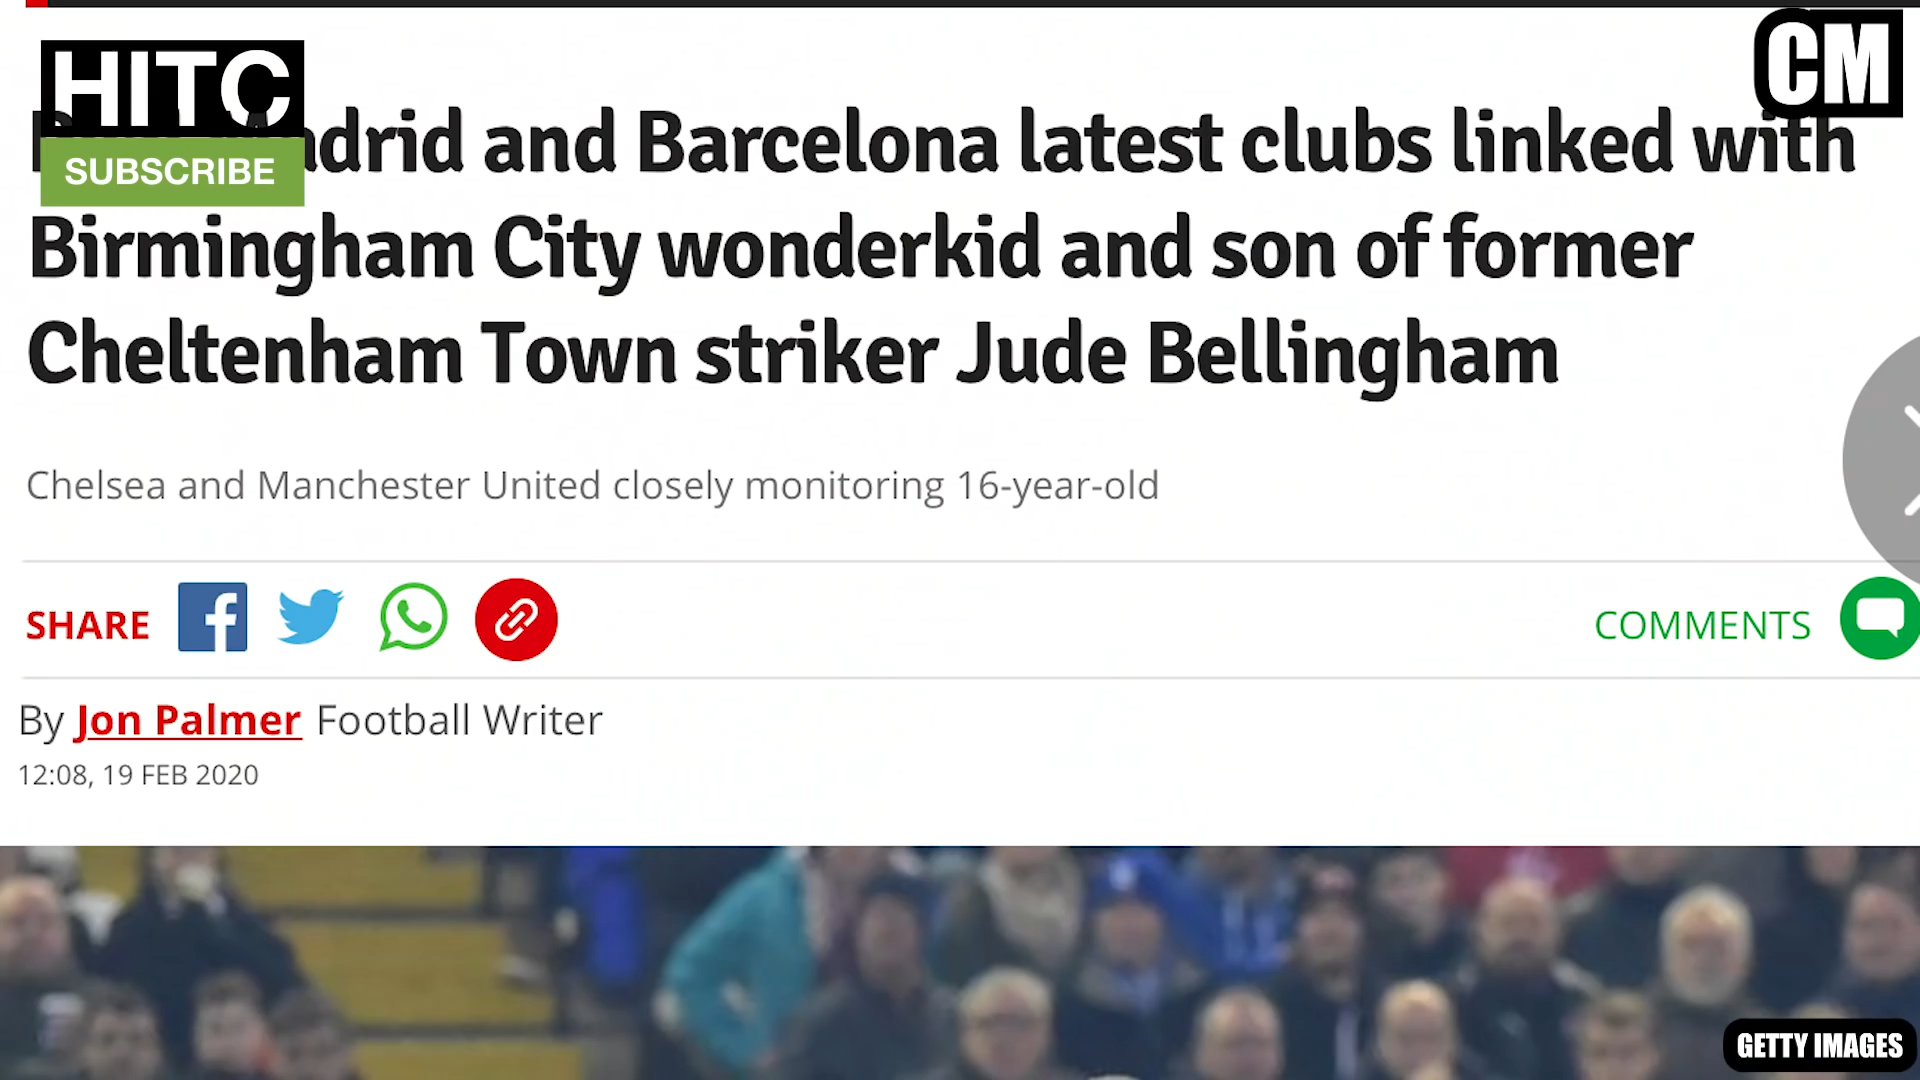 HITC
SUBSCRIBE
CM
adrid and Barcelona latest clubs linked with
Birmingham City wonderkid and son of former
Cheltenham Town striker Jude Bellingham
Chelsea and Manchester United closely monitoring 16-year-old
SHARE
COMMENTS
By Jon Palmer Football Writer
12:08, 19 FEB 2020
GETTY IMAGES